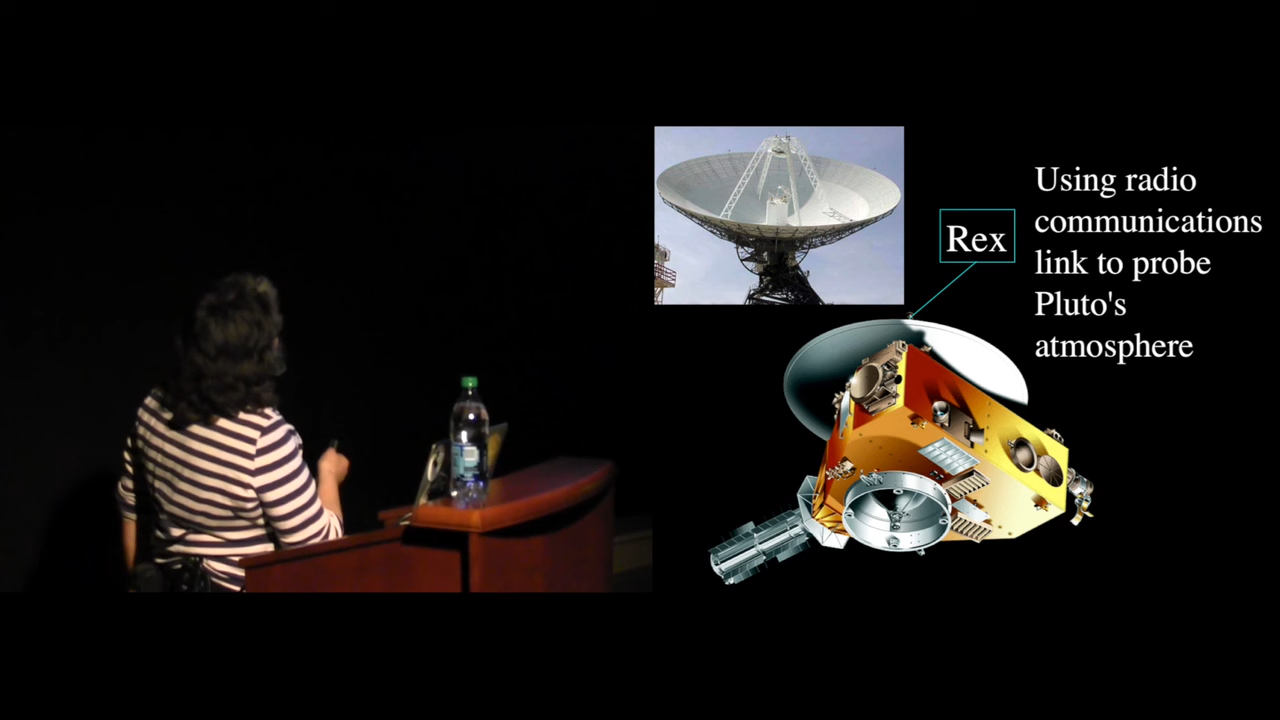 Rex
Using radio
communications
link to probe
Pluto's
atmosphere